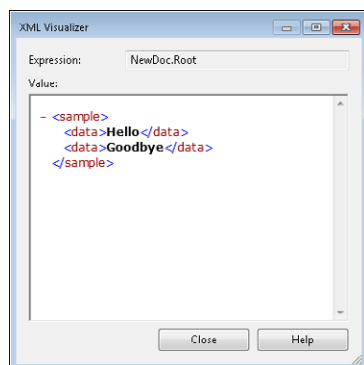 XML Visualizer
Expression: NewDoc.Root
Value:
– <sample>
<data>Hello</data>
<data>Goodbye</data>
</sample>
Close Help